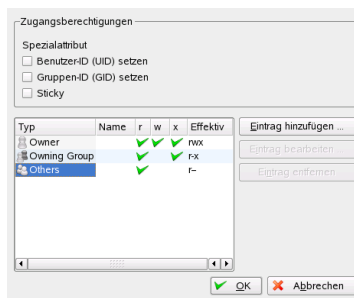 Zugangsberechtigungen
Spezialattribut
Benutzer-ID (UID) setzen
Gruppen-ID (GID) setzen
Sticky
Typ Name r w x Effektiv
Owner rwx
Owning Group r-x
Others r--
Eintrag hinzufügen ...
Eintrag bearbeiten...
Eintrag entfernen
OK
Abbrechen